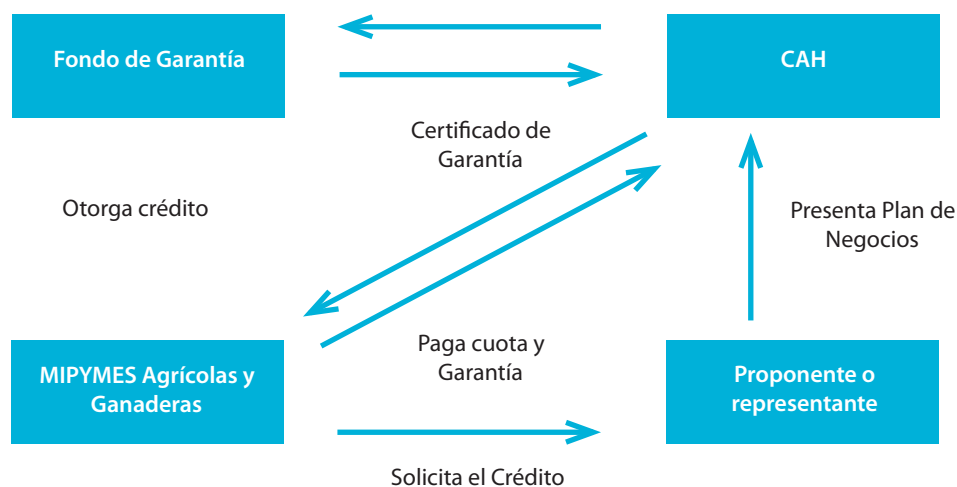 Fondo de Garantía
CAH
Certificado de
Garantía
Otorga crédito
Presenta Plan de
Negocios
Paga cuota y
Garantía
MIPYMES Agrícolas y
Ganaderas
Proponente o
representante
Solicita el Crédito